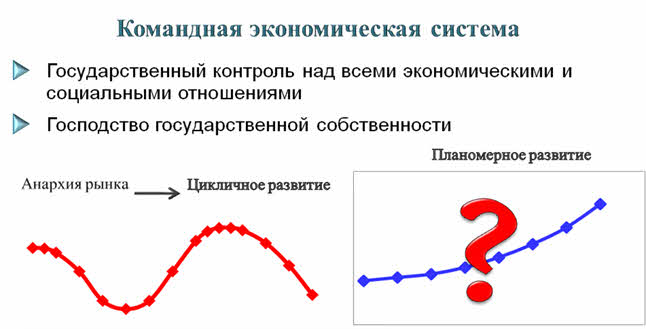 Командная экономическая система
Государственный контроль над всеми экономическими и
социальными отношениями
Господство государственной собственности
Планомерное развитие
Анархия рынка
Цикличное развитие
?